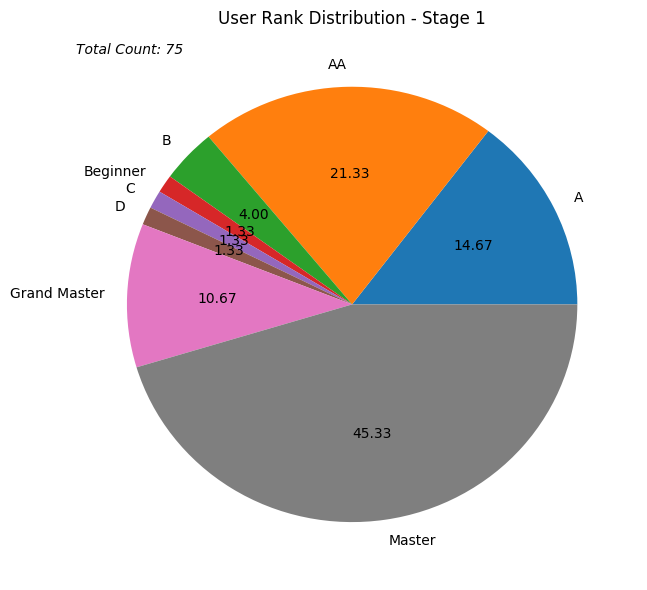 User Rank Distribution - Stage 1
Total Count: 75
AA
B
Beginner
C
D
A
21.33
4.00
1.33
1.33
1.33
14.67
Grand Master
10.67
45.33
Master